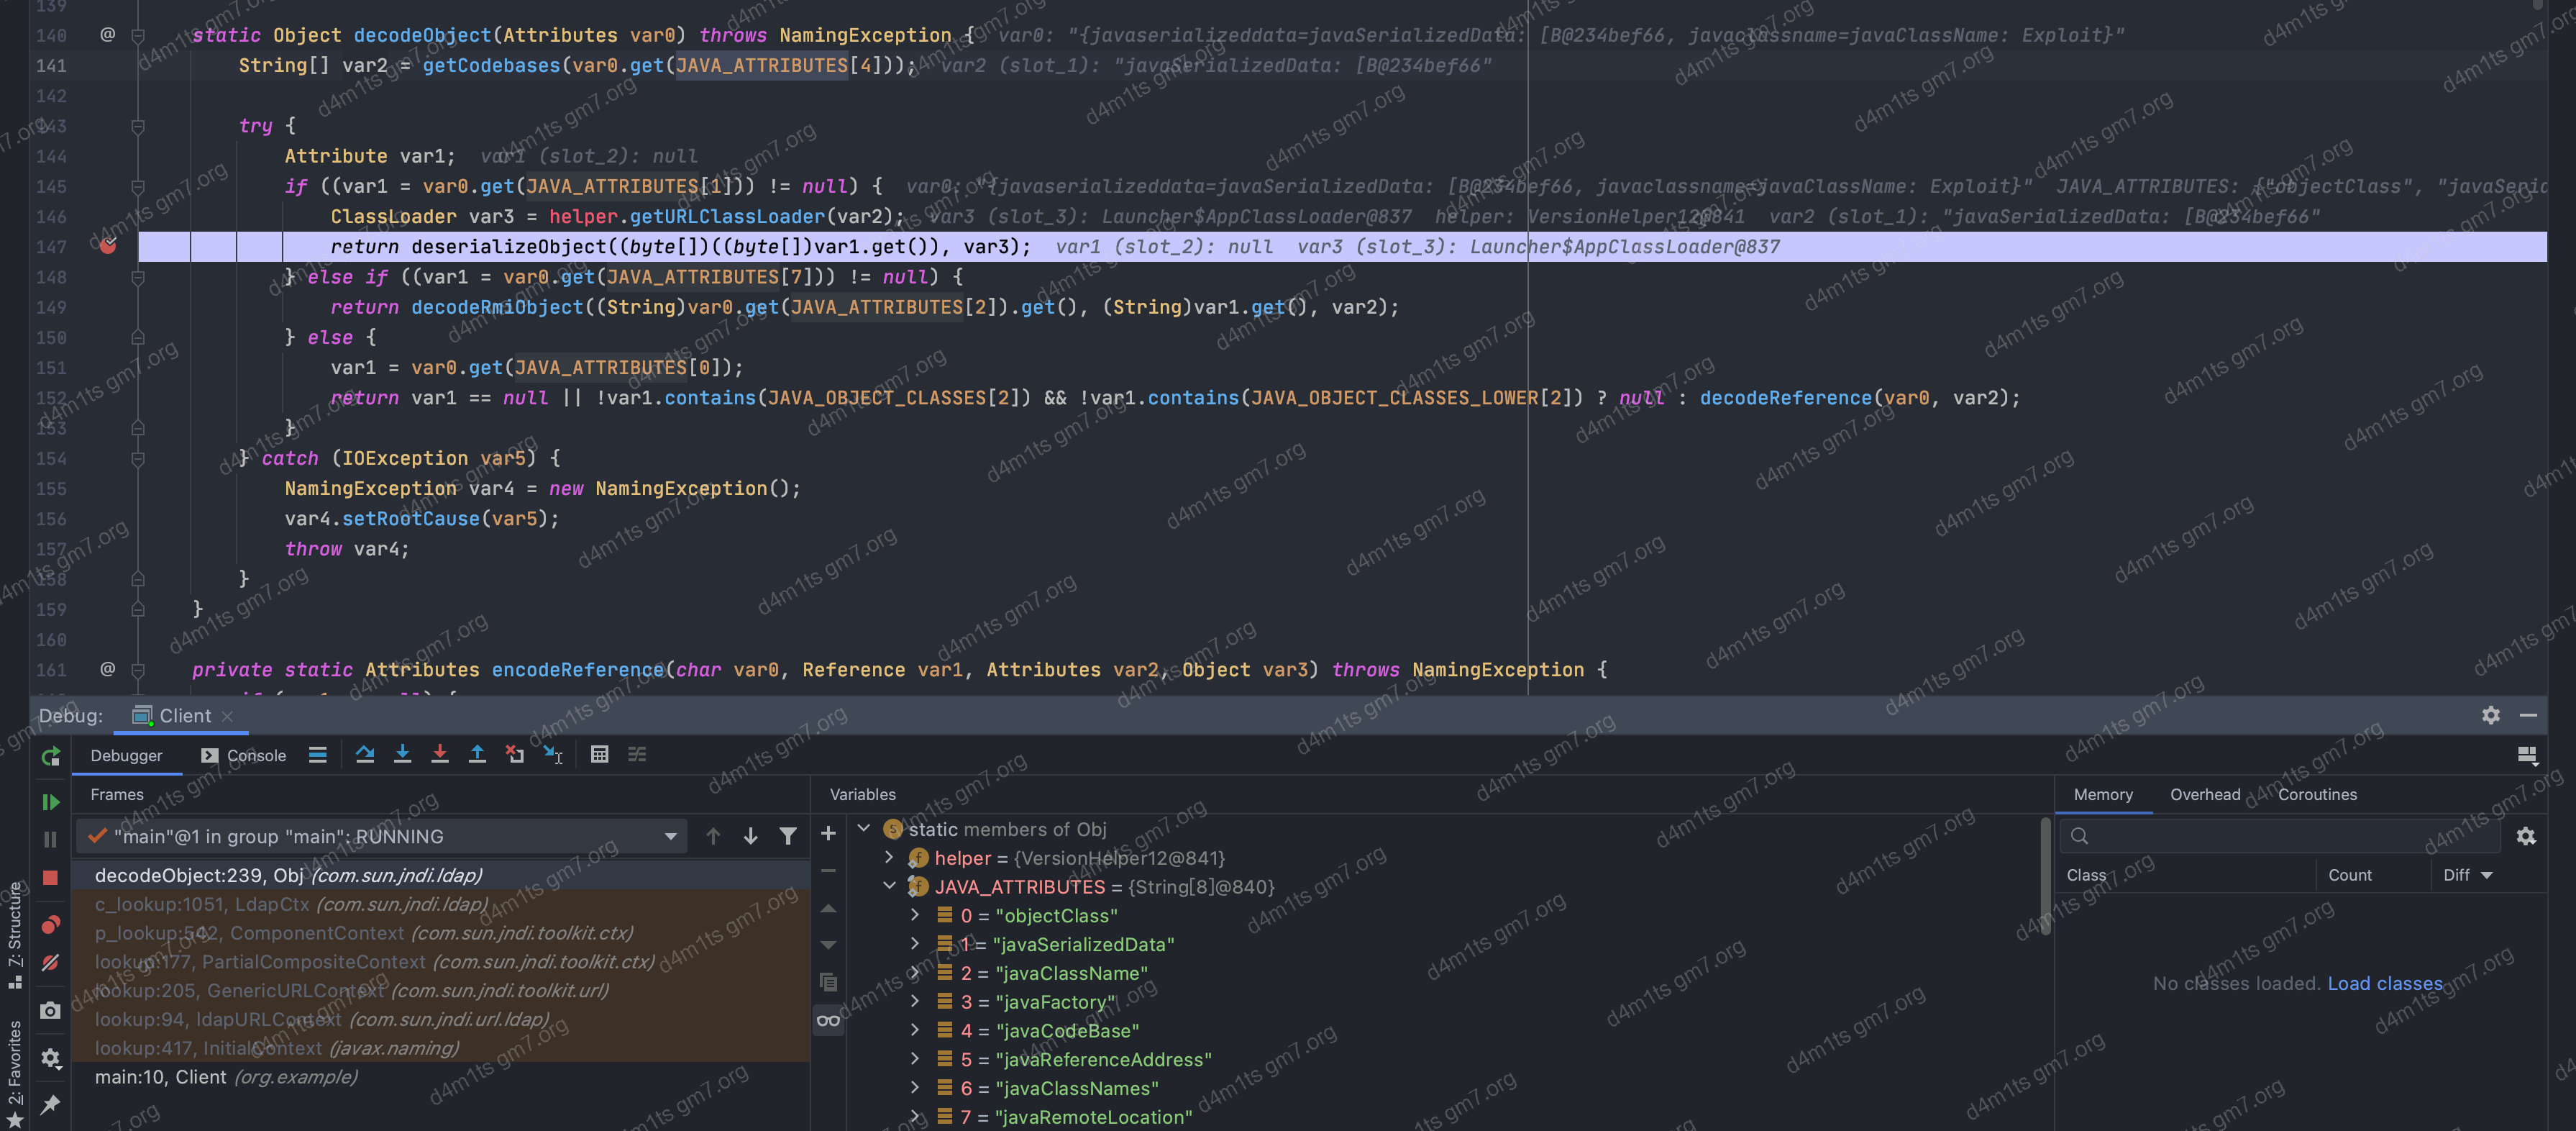 139
140 @ static Object decodeObject(Attributes var0) throws NamingException { var0: "{javaserializeddata=javaSerializedData: [B@234bef66, javaclassname=javaClassName: Exploit}"
141 String[] var2 = getCodebases(var0.get(JAVA_ATTRIBUTES[4])); var2 (slot_1): "javaSerializedData: [B@234bef66"
142
143 try {
144 Attribute var1; var1 (slot_2): null
145 if ((var1 = var0.get(JAVA_ATTRIBUTES[1])) != null) { var0: "{javaserializeddata=javaSerializedData: [B@234bef66, javaclassname=javaClassName: Exploit}" JAVA_ATTRIBUTES: {"objectClass", "javaSeria
146 ClassLoader var3 = helper.getURLClassLoader(var2); var3 (slot_3): Launcher$AppClassLoader@837 helper: VersionHelper12@841 var2 (slot_1): "javaSerializedData: [B@234bef66"
147 return deserializeObject((byte[])((byte[])var1.get()), var3); var1 (slot_2): null var3 (slot_3): Launcher$AppClassLoader@837
148 } else if ((var1 = var0.get(JAVA_ATTRIBUTES[7])) != null) {
149 return decodeRmiObject((String)var0.get(JAVA_ATTRIBUTES[2]).get(), (String)var1.get(), var2);
150 } else {
151 var1 = var0.get(JAVA_ATTRIBUTES[0]);
152 return var1 == null || !var1.contains(JAVA_OBJECT_CLASSES[2]) && !var1.contains(JAVA_OBJECT_CLASSES_LOWER[2]) ? null : decodeReference(var0, var2);
153 }
154 } catch (IOException var5) {
155 NamingException var4 = new NamingException();
156 var4.setRootCause(var5);
157 throw var4;
158 }
159 }
160
161 @ private static Attributes encodeReference(char var0, Reference var1, Attributes var2, Object var3) throws NamingException {
Debug: Client
Debugger Console
Frames
Variables
Memory Overhead Coroutines
"main"@1 in group "main": RUNNING
decodeObject:239, Obj (com.sun.jndi.ldap)
c_lookup:1051, LdapCtx (com.sun.jndi.ldap)
p_lookup:542, ComponentContext (com.sun.jndi.toolkit.ctx)
lookup:177, PartialCompositeContext (com.sun.jndi.toolkit.ctx)
lookup:205, GenericURLContext (com.sun.jndi.toolkit.url)
lookup:94, ldapURLContext (com.sun.jndi.url.ldap)
lookup:417, InitialContext (javax.naming)
main:10, Client (org.example)
static members of Obj
helper = {VersionHelper12@841}
JAVA_ATTRIBUTES = {String[8]@840}
0 = "objectClass"
1 = "javaSerializedData"
2 = "javaClassName"
3 = "javaFactory"
4 = "javaCodeBase"
5 = "javaReferenceAddress"
6 = "javaClassNames"
7 = "javaRemoteLocation"
Class Count Diff
No classes loaded. Load classes
7: Structure
2: Favorites
d4m1ts gm7.org